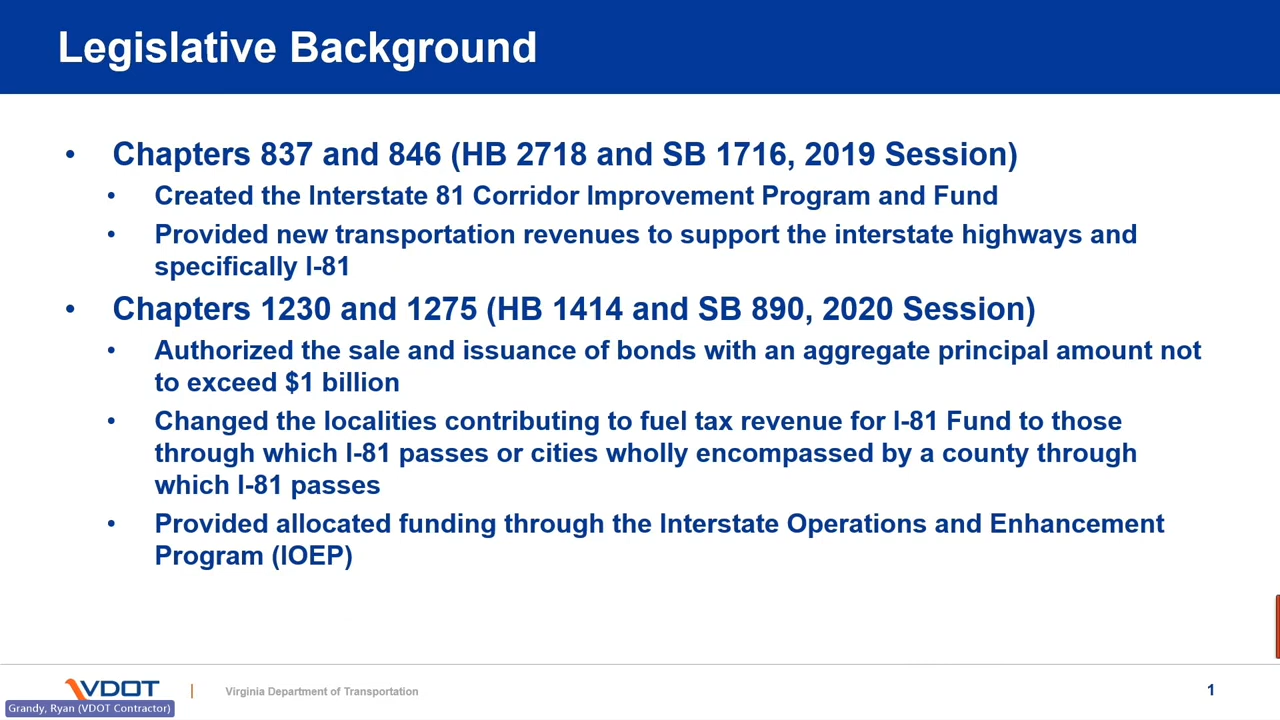 Legislative Background
• Chapters 837 and 846 (HB 2718 and SB 1716, 2019 Session)
• Created the Interstate 81 Corridor Improvement Program and Fund
• Provided new transportation revenues to support the interstate highways and
specifically I-81
• Chapters 1230 and 1275 (HB 1414 and SB 890, 2020 Session)
• Authorized the sale and issuance of bonds with an aggregate principal amount not
to exceed $1 billion
• Changed the localities contributing to fuel tax revenue for I-81 Fund to those
through which I-81 passes or cities wholly encompassed by a county through
which I-81 passes
• Provided allocated funding through the Interstate Operations and Enhancement
Program (IOEP)
VDOT
Virginia Department of Transportation
1
Grandy, Ryan (VDOT Contractor)